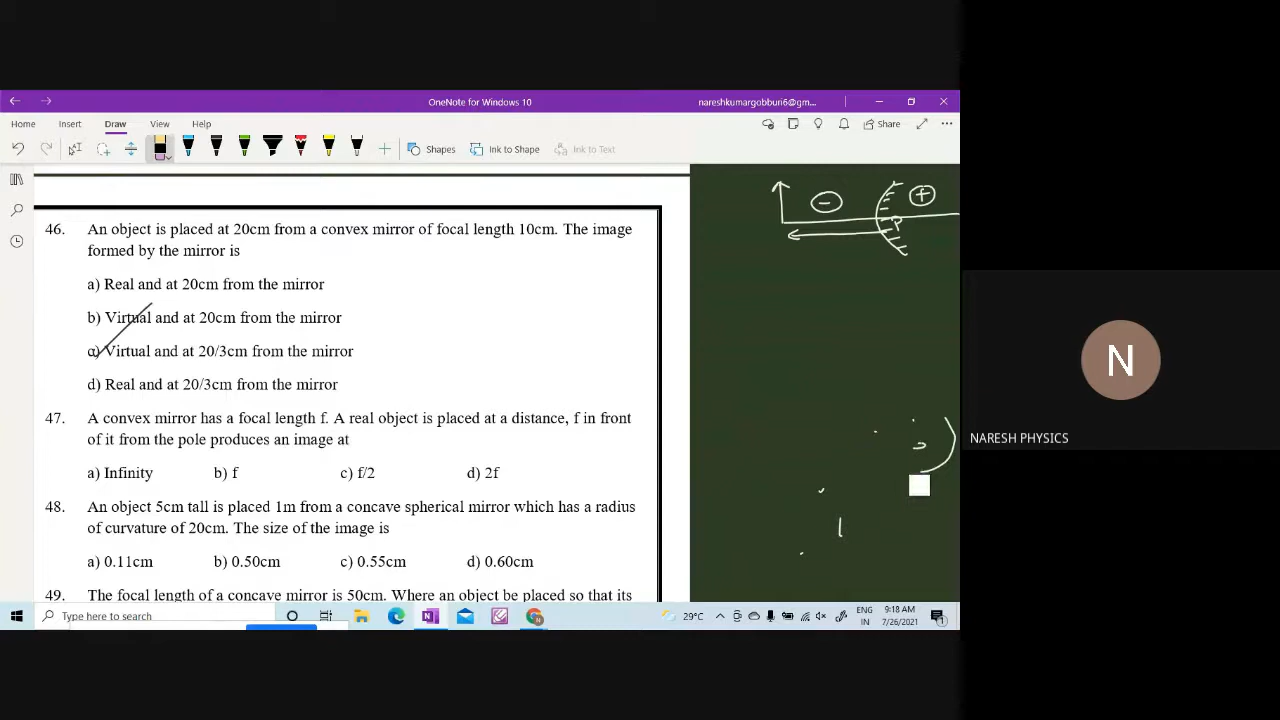 OneNote for Windows 10
nareshkumargobburi6@gm...
Home Insert Draw View Help
Share
Shapes Ink to Shape Ink to Text
46. An object is placed at 20cm from a convex mirror of focal length 10cm. The image
formed by the mirror is
a) Real and at 20cm from the mirror
b) Virtual and at 20cm from the mirror
c) Virtual and at 20/3cm from the mirror
d) Real and at 20/3cm from the mirror
47. A convex mirror has a focal length f. A real object is placed at a distance, f in front
of it from the pole produces an image at
a) Infinity b) f c) f/2 d) 2f
48. An object 5cm tall is placed 1m from a concave spherical mirror which has a radius
of curvature of 20cm. The size of the image is
a) 0.11cm b) 0.50cm c) 0.55cm d) 0.60cm
49. The focal length of a concave mirror is 50cm. Where an object be placed so that its
- +
P
N
NARESH PHYSICS
Type here to search
29°C
ENG
IN
9:18 AM
7/26/2021
1